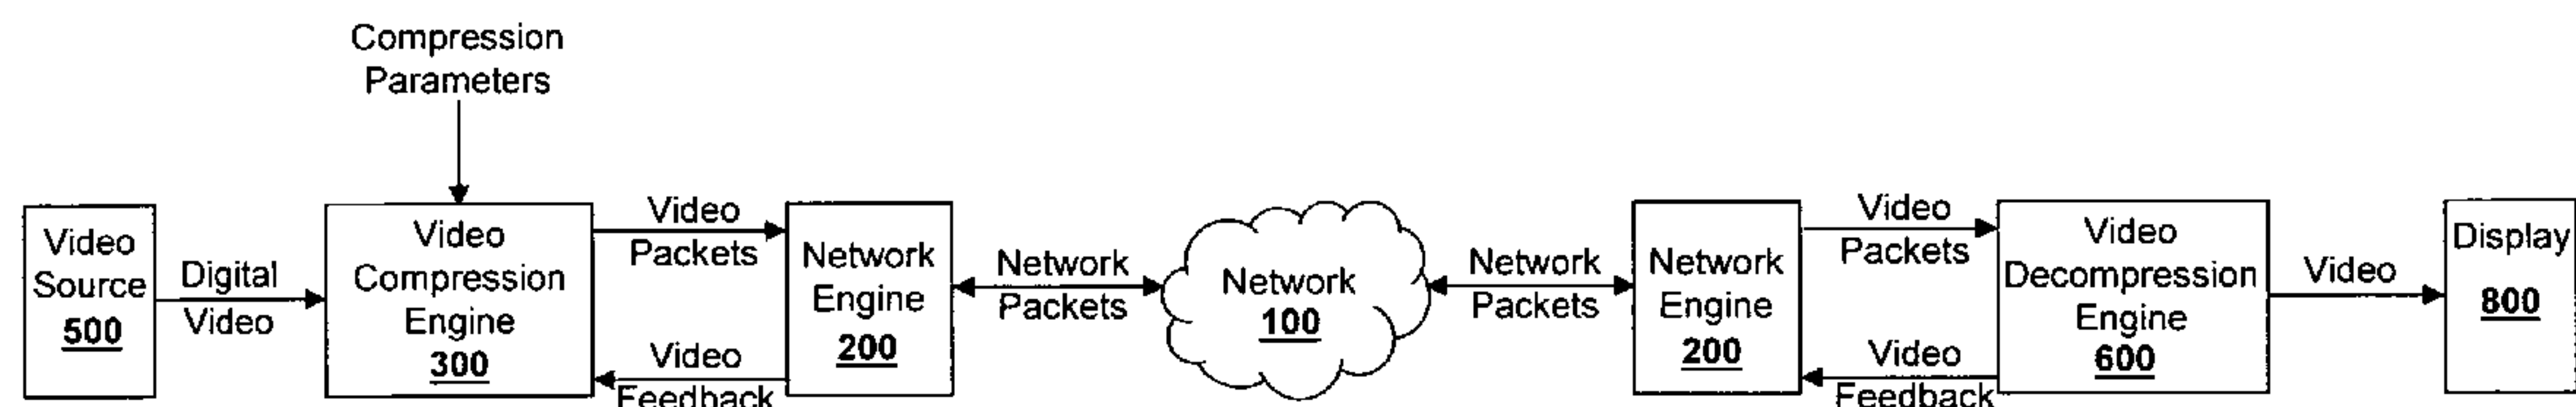 Compression
Parameters
Video
Source
500
Digital
Video
Video
Compression
Engine
300
Video
Packets
Video
Feedback
Network
Engine
200
Network
Packets
Network
100
Network
Packets
Network
Engine
200
Video
Packets
Video
Feedback
Video
Decompression
Engine
600
Video
Display
800